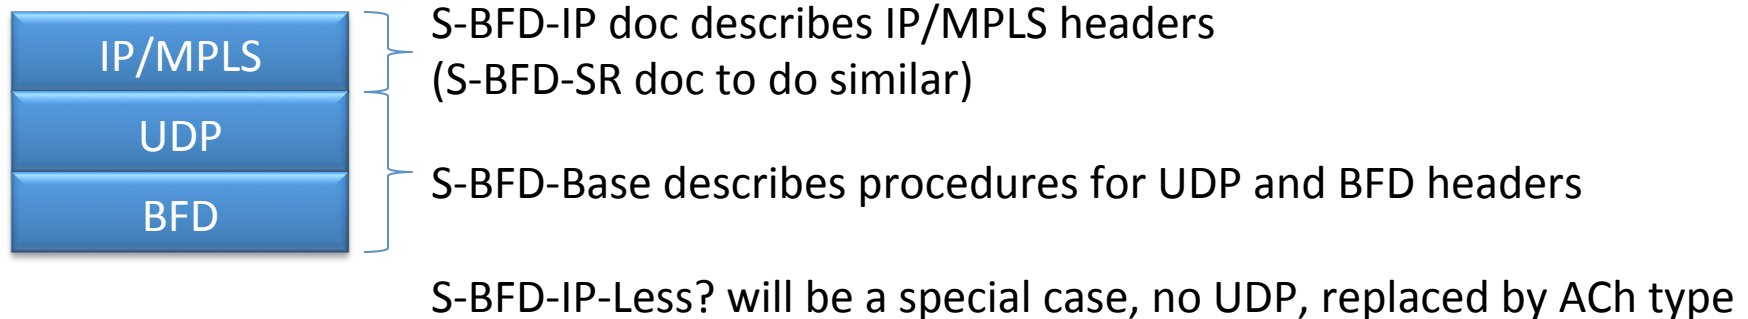 IP/MPLS
UDP
BFD
S-BFD-IP doc describes IP/MPLS headers
(S-BFD-SR doc to do similar)
S-BFD-Base describes procedures for UDP and BFD headers
S-BFD-IP-Less? will be a special case, no UDP, replaced by ACh type